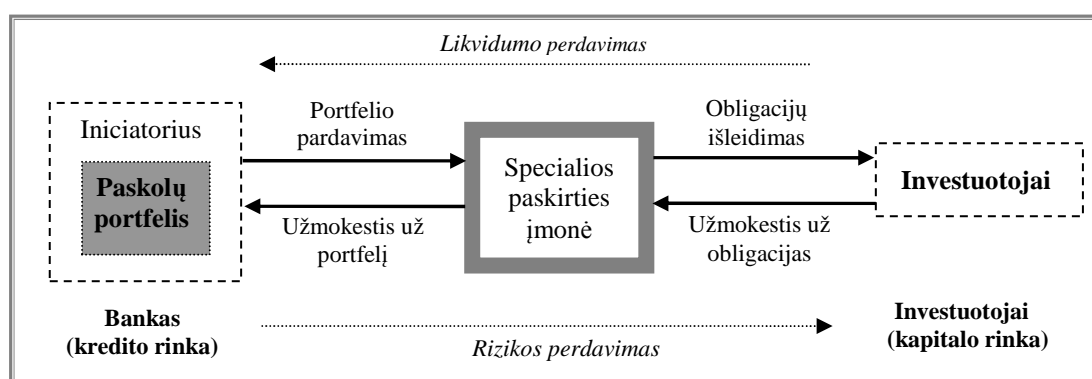 Likvidumo perdavimas
Iniciatorius
Paskolų
portfelis
Portfelio
pardavimas
Užmokestis už
portfelį
Specialios
paskirties
įmonė
Obligacijų
išleidimas
Užmokestis už
obligacijas
Investuotojai
Bankas
(kredito rinka)
Rizikos perdavimas
Investuotojai
(kapitalo rinka)